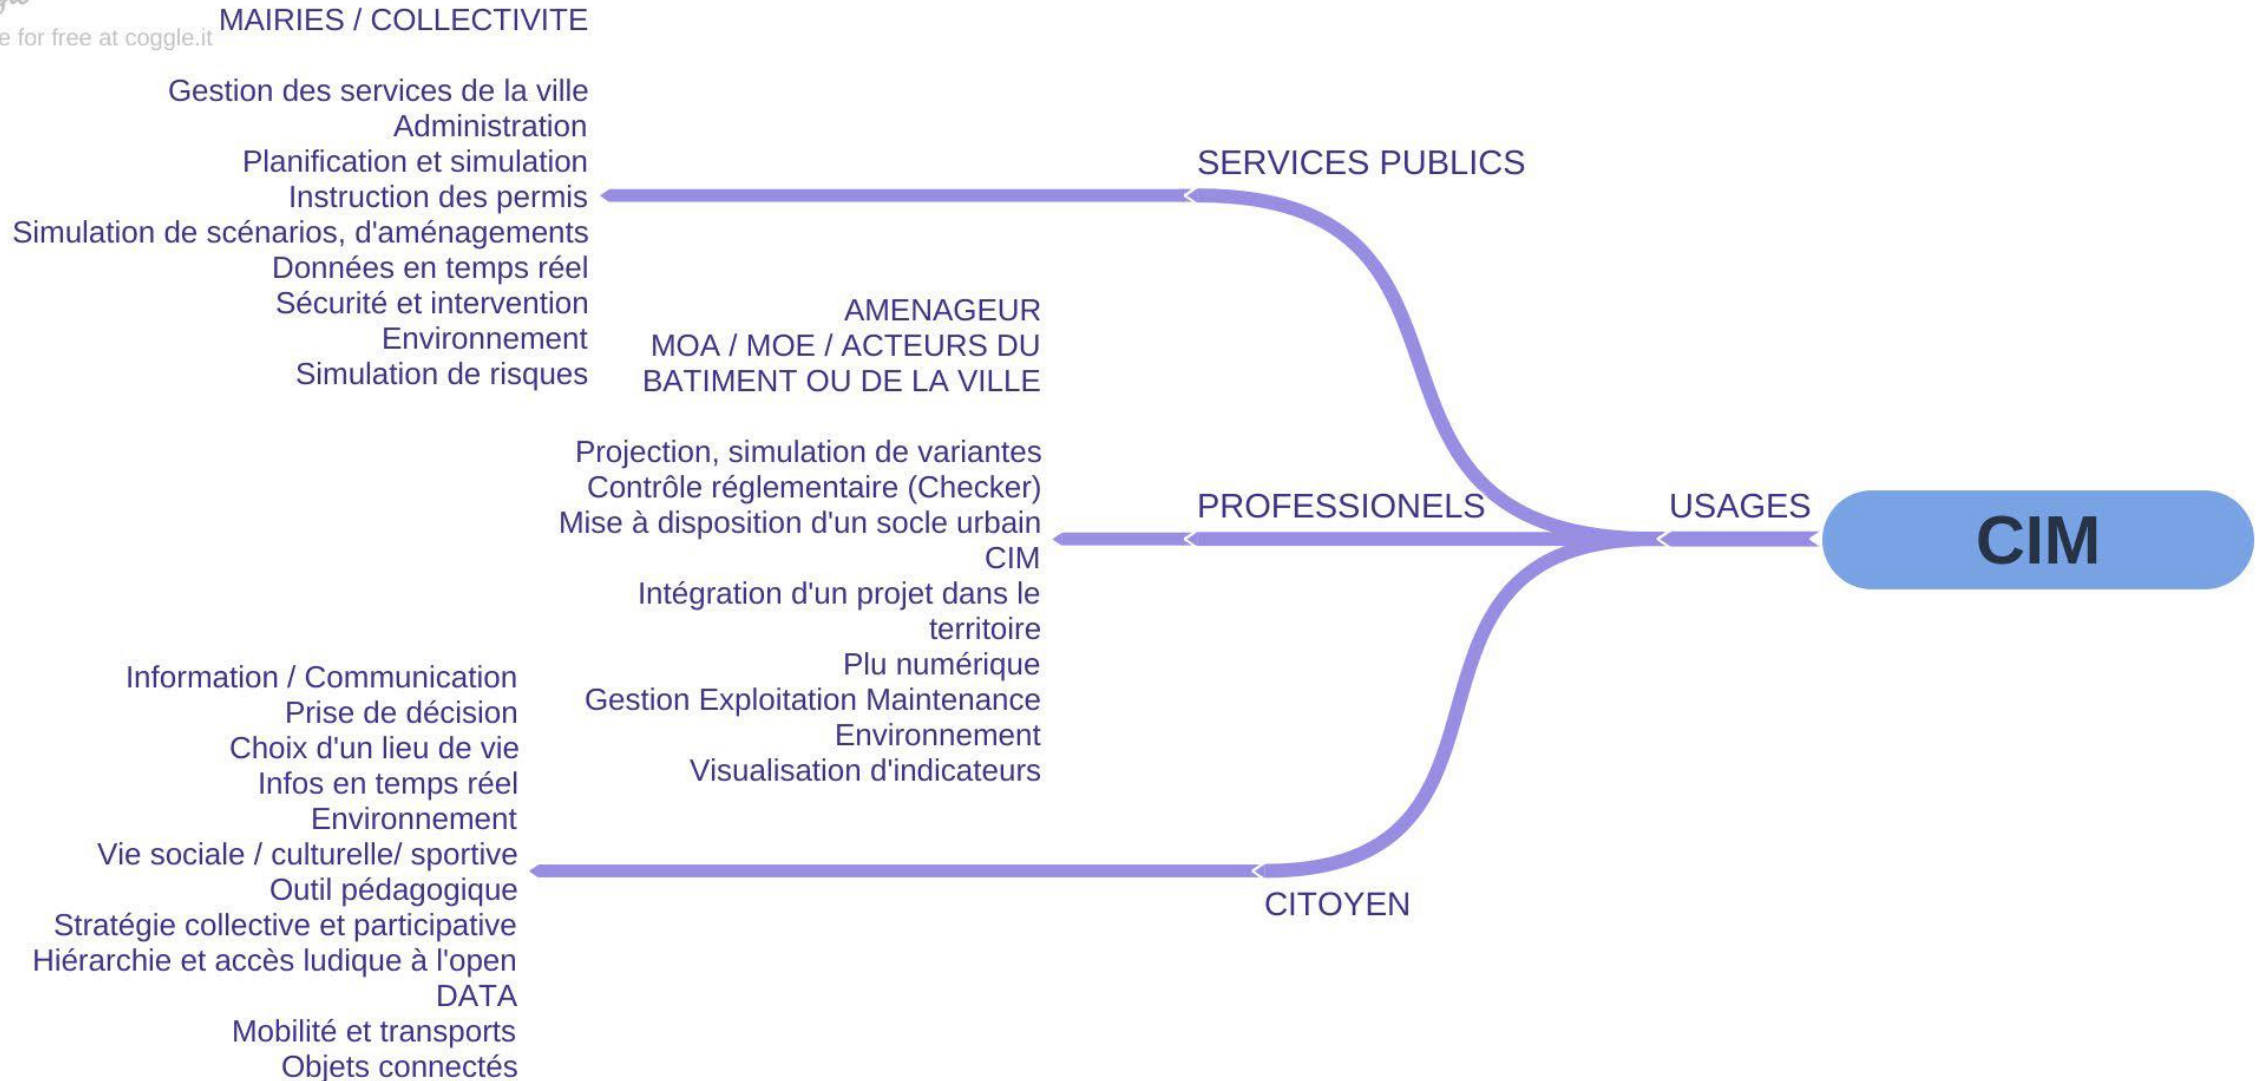 e for free at coggle.it
MAIRIES / COLLECTIVITE
Gestion des services de la ville
Administration
Planification et simulation
Instruction des permis
Simulation de scénarios, d'aménagements
Données en temps réel
Sécurité et intervention
Environnement
Simulation de risques
SERVICES PUBLICS
AMENAGEUR
MOA / MOE / ACTEURS DU
BATIMENT OU DE LA VILLE
Projection, simulation de variantes
Contrôle réglementaire (Checker)
Mise à disposition d'un socle urbain
CIM
Intégration d'un projet dans le
territoire
Plu numérique
Gestion Exploitation Maintenance
Environnement
Visualisation d'indicateurs
PROFESSIONELS
USAGES
CIM
Information / Communication
Prise de décision
Choix d'un lieu de vie
Infos en temps réel
Environnement
Vie sociale / culturelle/ sportive
Outil pédagogique
Stratégie collective et participative
Hiérarchie et accès ludique à l'open
DATA
Mobilité et transports
Objets connectés
CITOYEN